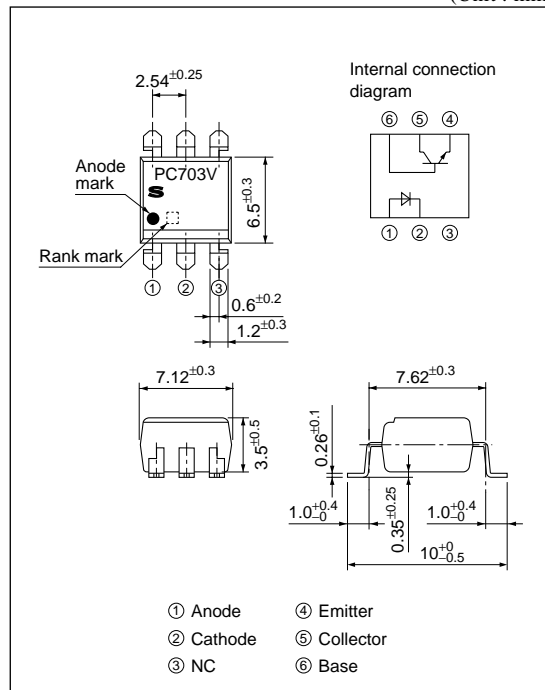 2.54±0.25
Internal connection
diagram
⑥ ⑤ ④
Anode
mark
PC703V
6.5±0.3
Rank mark
① ② ③
① ② ③
0.6±0.2
1.2±0.3
7.12±0.3
7.62±0.3
3.5±0.5
0.26±0.1
1.0+0.4−0
0.35±0.25
1.0+0.4−0
10+0−0.5
① Anode
④ Emitter
② Cathode
⑤ Collector
③ NC
⑥ Base